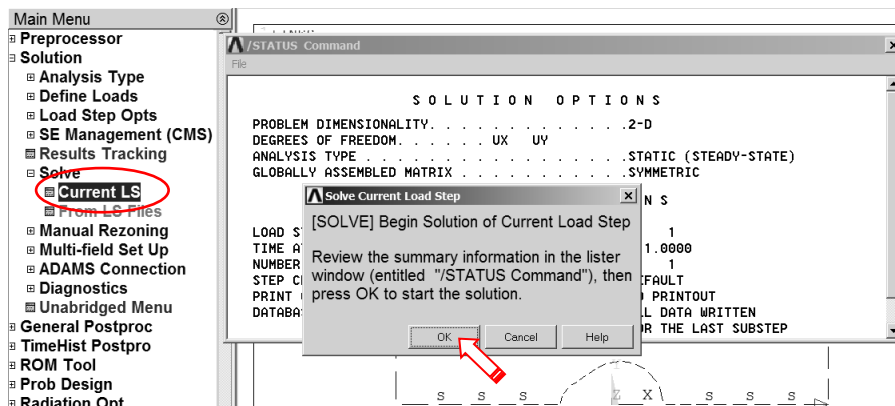 Main Menu
Preprocessor
Solution
Analysis Type
Define Loads
Load Step Opts
SE Management (CMS)
Results Tracking
Solve
Current LS
From LS Files
Manual Rezoning
Multi-field Set Up
ADAMS Connection
Diagnostics
Unabridged Menu
General Postproc
TimeHist Postpro
ROM Tool
Prob Design
Radiation Opt
/STATUS Command
File
S O L U T I O N   O P T I O N S
PROBLEM DIMENSIONALITY. . . . . . . . . . . . .2-D
DEGREES OF FREEDOM. . . . . . UX   UY
ANALYSIS TYPE . . . . . . . . . . . . . . . . .STATIC (STEADY-STATE)
GLOBALLY ASSEMBLED MATRIX . . . . . . . . . . .SYMMETRIC
N S
LOAD 1
TIME 1.0000
NUMBER 1
STEP
PRINT PRINTOUT
DATA WRITTEN
THE LAST SUBSTEP
Solve Current Load Step
[SOLVE] Begin Solution of Current Load Step
Review the summary information in the lister
window (entitled "/STATUS Command"), then
press OK to start the solution.
OK Cancel Help
S S S Z X S S S